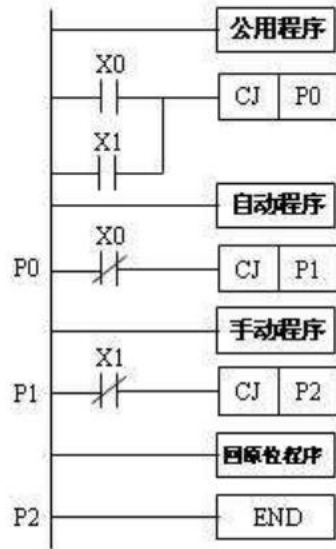 公用程序
X0
CJ P0
X1
自动程序
X0
P0 CJ P1
手动程序
X1
P1 CJ P2
回原位程序
P2 END